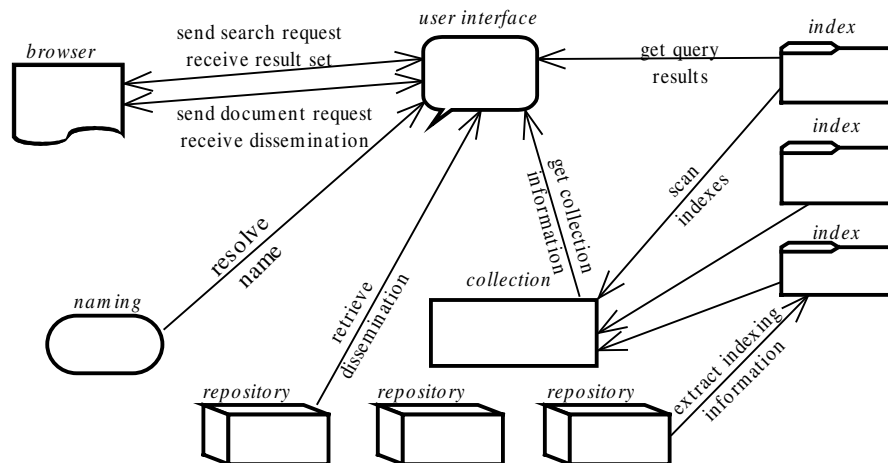 user interface
index
send search request
receive result set
browser
get query
results
send document request
receive dissemination
index
scan
indexes
get collection
information
resolve
name
index
collection
naming
retrieve
dissemination
extract indexing
information
repository
repository
repository